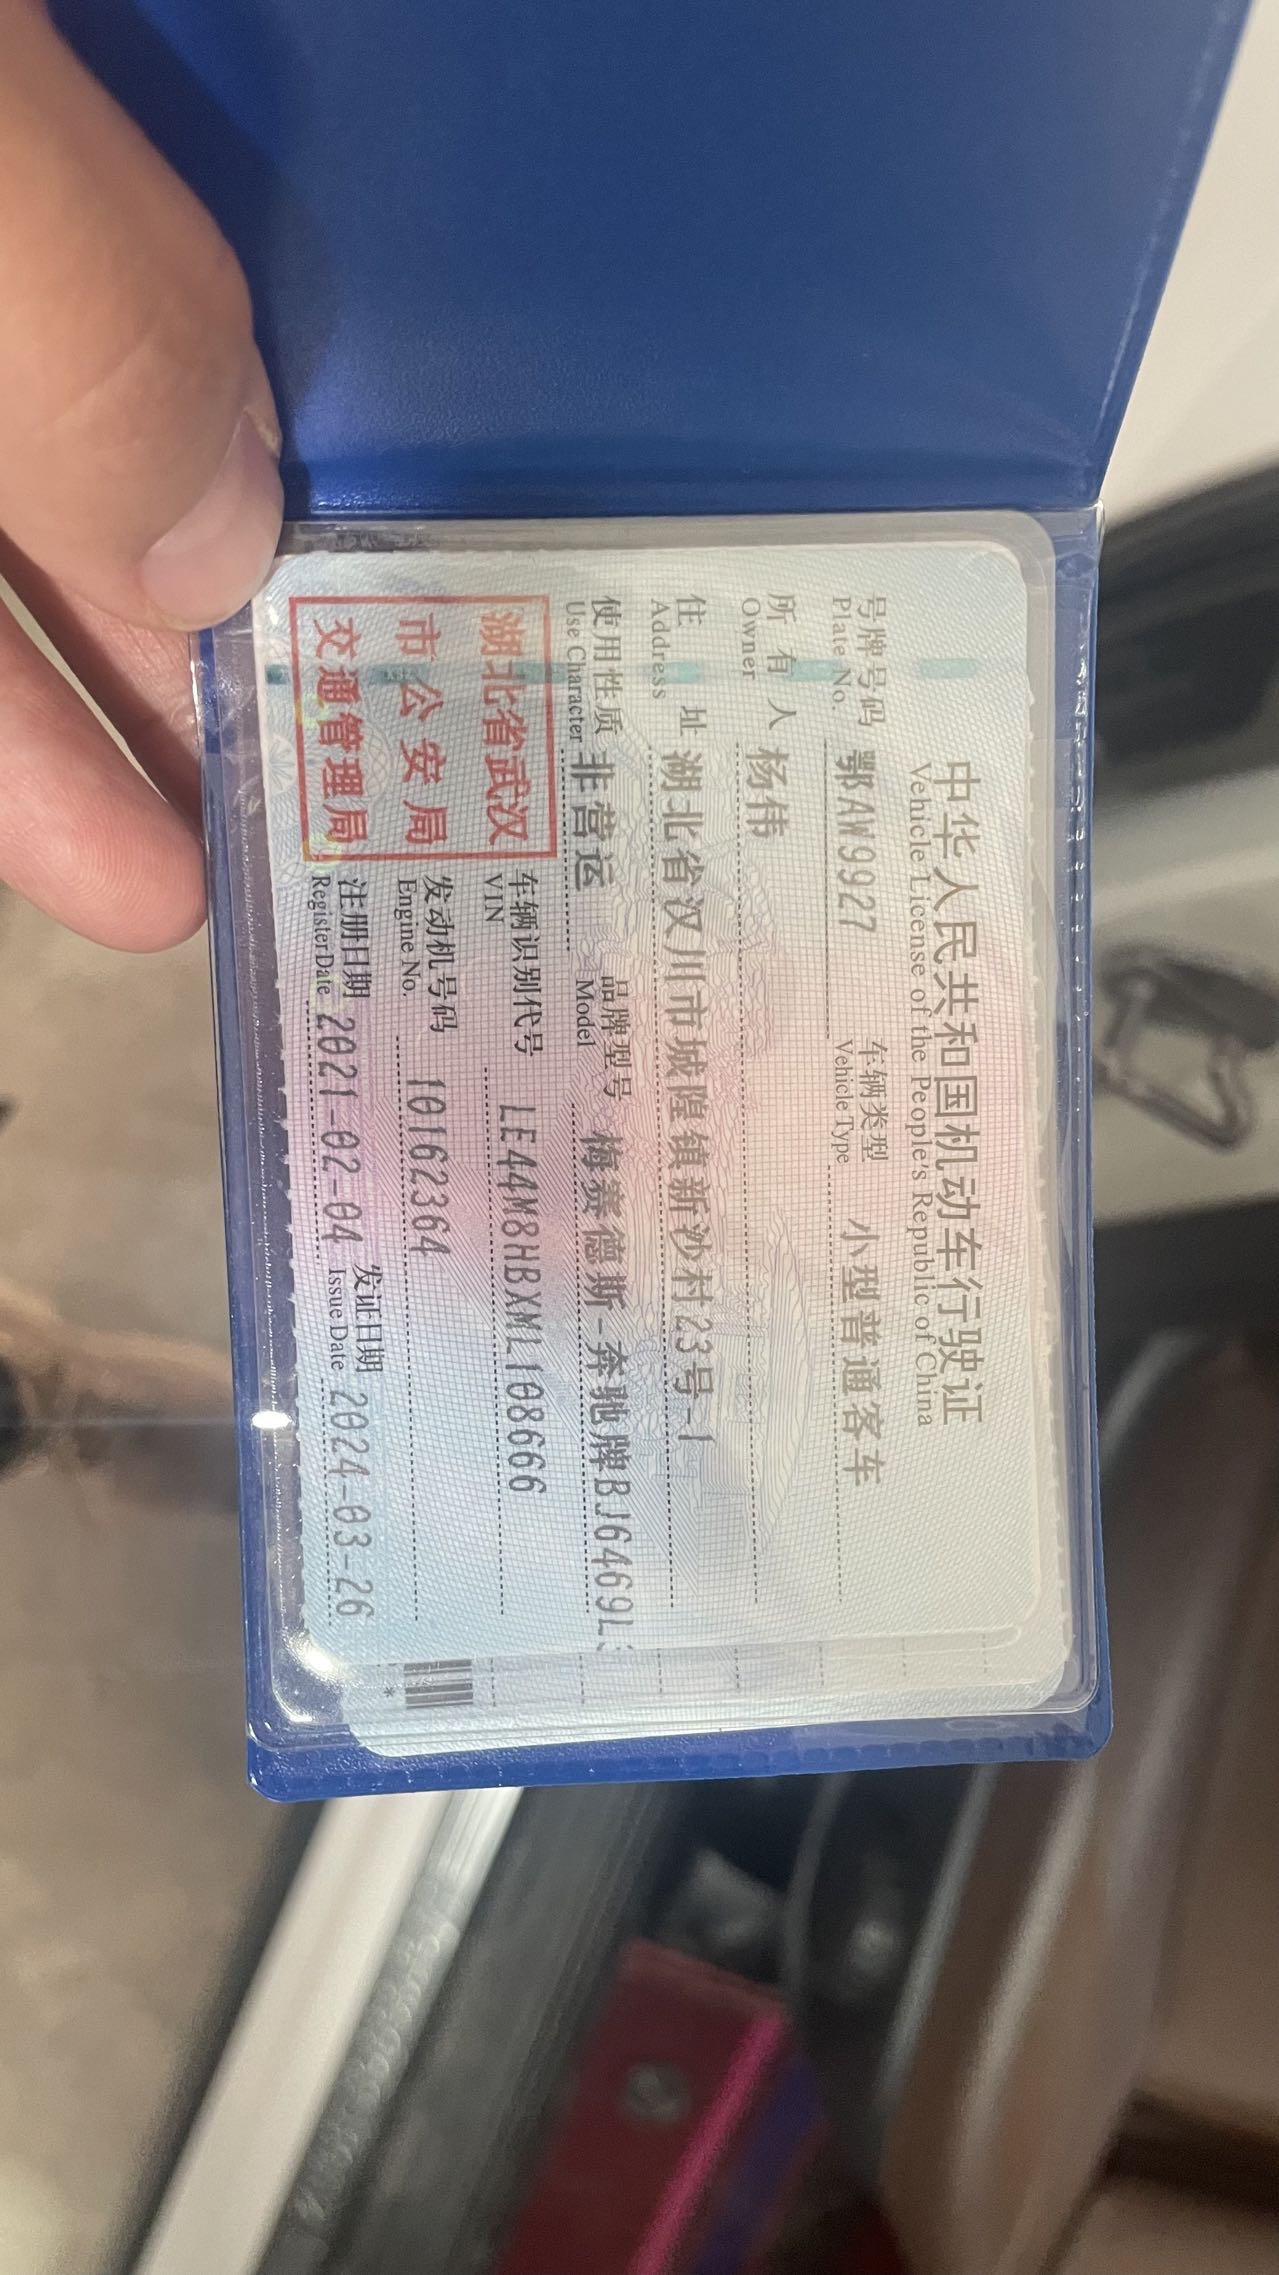 中华人民共和国机动车行驶证
Vehicle License of the People's Republic of China
号牌号码 鄂AW9927 车辆类型 小型普通客车
Plate No. Vehicle Type
所有人 杨伟
Owner
住址 湖北省汉川市城隍镇新沙村23号-1
Address
使用性质 非营运 品牌型号 梅赛德斯-奔驰牌BJ6469L
Use Character Model
湖北省武汉
市公安局
交通管理局
车辆识别代号 LE44M8HBXML108666
VIN
发动机号码 10162364
Engine No.
注册日期 2021-02-04 发证日期 2024-03-26
Register Date Issue Date
*